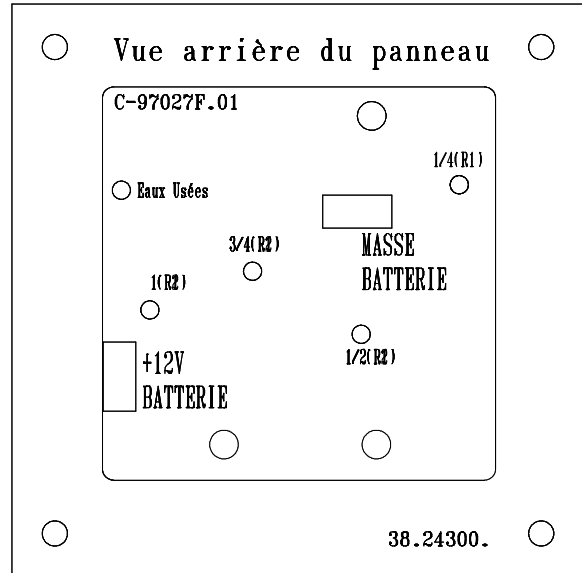 Vue arrière du panneau
C-97027F.01
1/4(R1)
Eaux Usées
3/4(R2)
MASSE
BATTERIE
1(R2)
1/2(R2)
+12V
BATTERIE
38.24300.